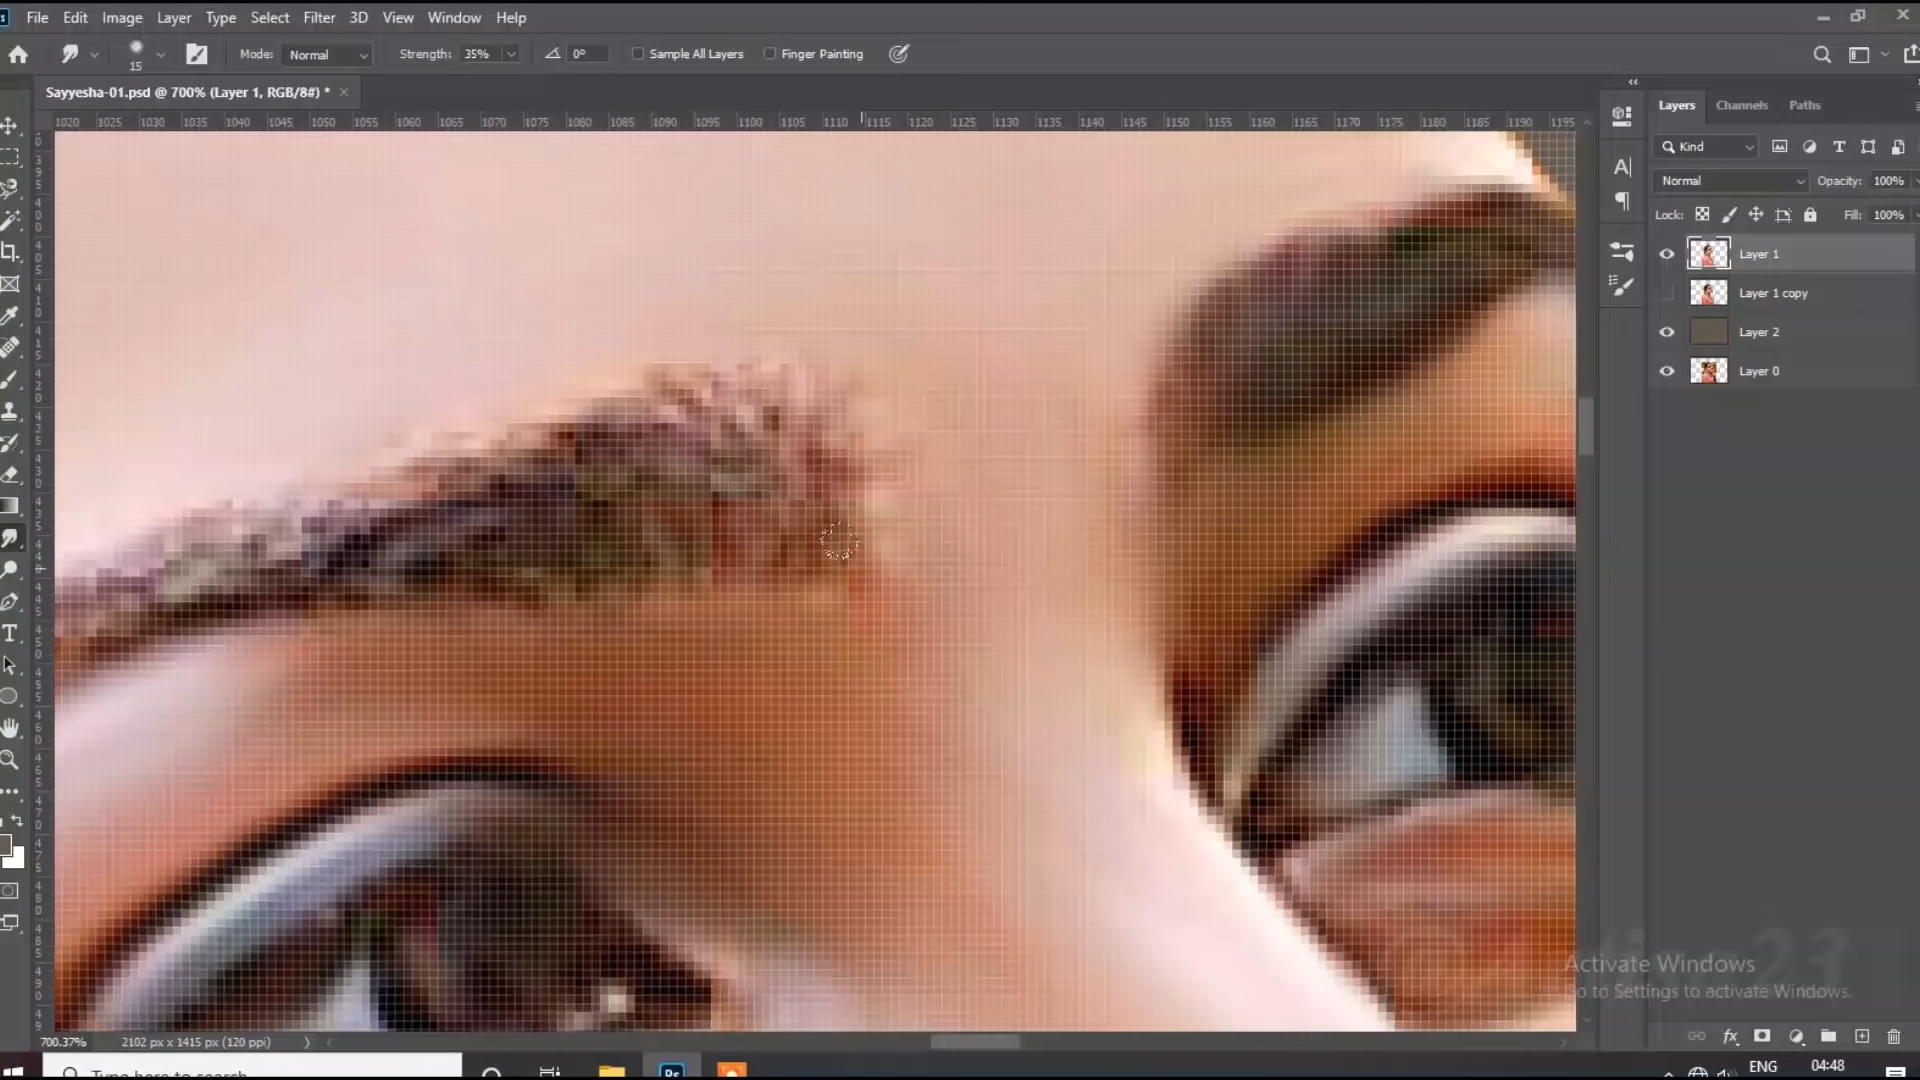 File Edit Image Layer Type Select Filter 3D View Window Help
15 Mode: Normal Strength: 35% 0° Sample All Layers Finger Painting
Sayyesha-01.psd @ 700% (Layer 1, RGB/8#) * ×
1020 1025 1030 1035 1040 1045 1050 1055 1060 1065 1070 1075 1080 1085 1090 1095 1100 1105 1110 1115 1120 1125 1130 1135 1140 1145 1150 1155 1160 1165 1170 1175 1180 1185 1190 1195
Layers Channels Paths
Kind
Normal Opacity: 100%
Lock: Fill: 100%
Layer 1
Layer 1 copy
Layer 2
Layer 0
Activate Windows
o to Settings to activate Windows.
700.37% 2102 px x 1415 px (120 ppi)
Type here to search
Ps
ENG 04:48